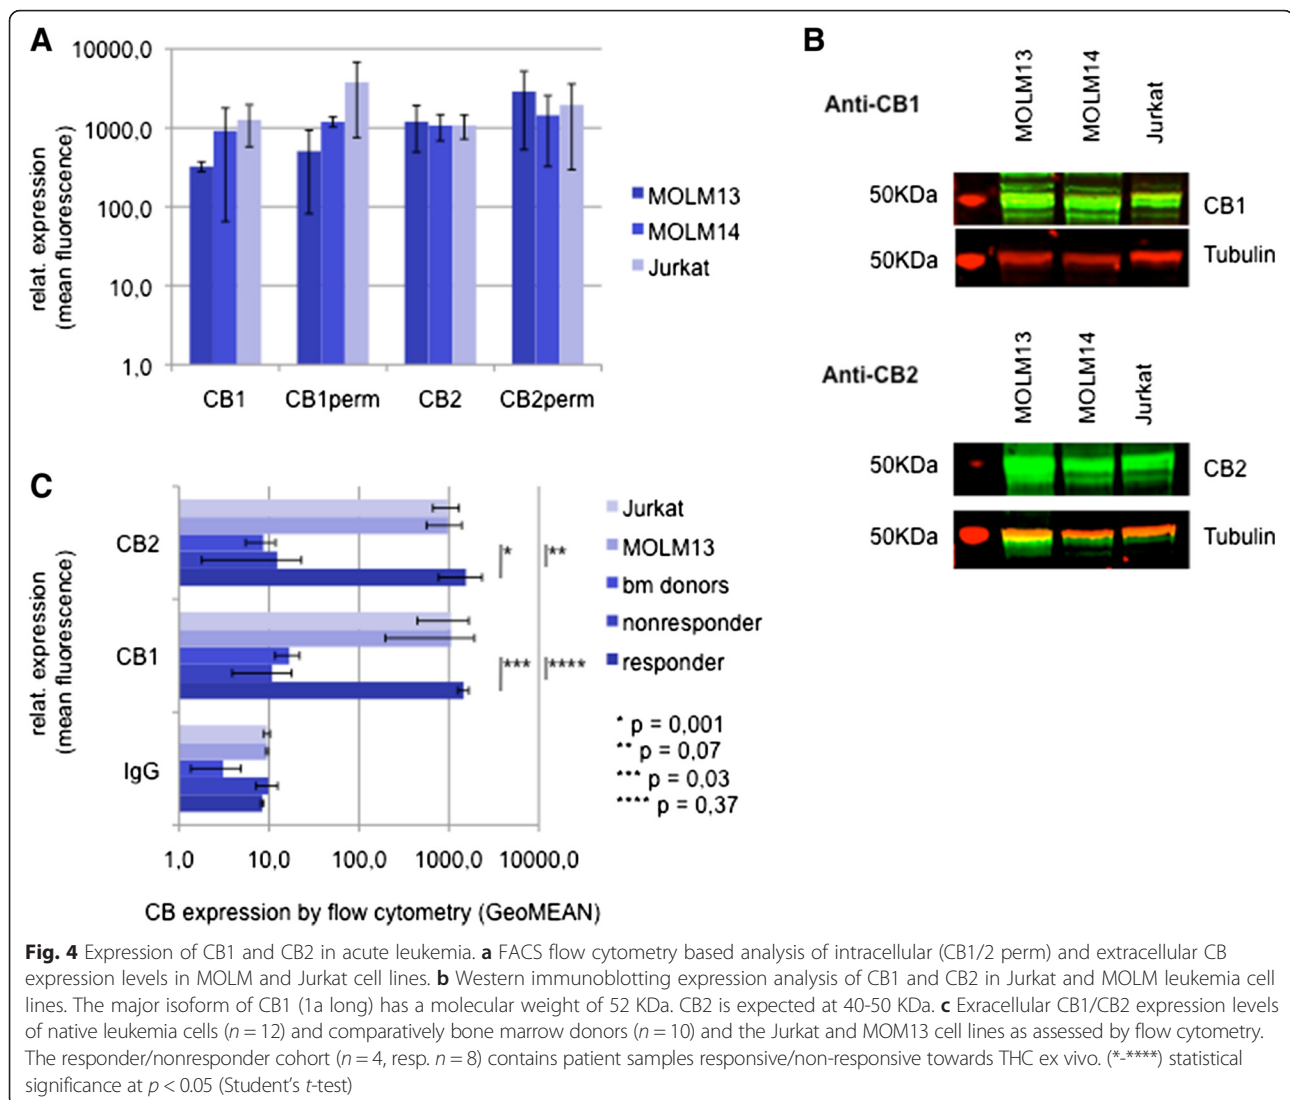 A
10000,0
1000,0
100,0
10,0
1,0
relat. expression
(mean fluorescence)
CB1
CB1perm
CB2
CB2perm
MOLM13
MOLM14
Jurkat
B
Anti-CB1
MOLM13
MOLM14
Jurkat
50KDa
CB1
50KDa
Tubulin
Anti-CB2
MOLM13
MOLM14
Jurkat
50KDa
CB2
50KDa
Tubulin
C
relat. expression
(mean fluorescence)
CB2
CB1
IgG
* **
*** ****
1,0 10,0 100,0 1000,0 10000,0
CB expression by flow cytometry (GeoMEAN)
Jurkat
MOLM13
bm donors
nonresponder
responder
* p = 0,001
** p = 0,07
*** p = 0,03
**** p = 0,37
Fig. 4 Expression of CB1 and CB2 in acute leukemia. a FACS flow cytometry based analysis of intracellular (CB1/2 perm) and extracellular CB
expression levels in MOLM and Jurkat cell lines. b Western immunoblotting expression analysis of CB1 and CB2 in Jurkat and MOLM leukemia cell
lines. The major isoform of CB1 (1a long) has a molecular weight of 52 KDa. CB2 is expected at 40-50 KDa. c Exracellular CB1/CB2 expression levels
of native leukemia cells (n = 12) and comparatively bone marrow donors (n = 10) and the Jurkat and MOM13 cell lines as assessed by flow cytometry.
The responder/nonresponder cohort (n = 4, resp. n = 8) contains patient samples responsive/non-responsive towards THC ex vivo. (*-****) statistical
significance at p < 0.05 (Student's t-test)